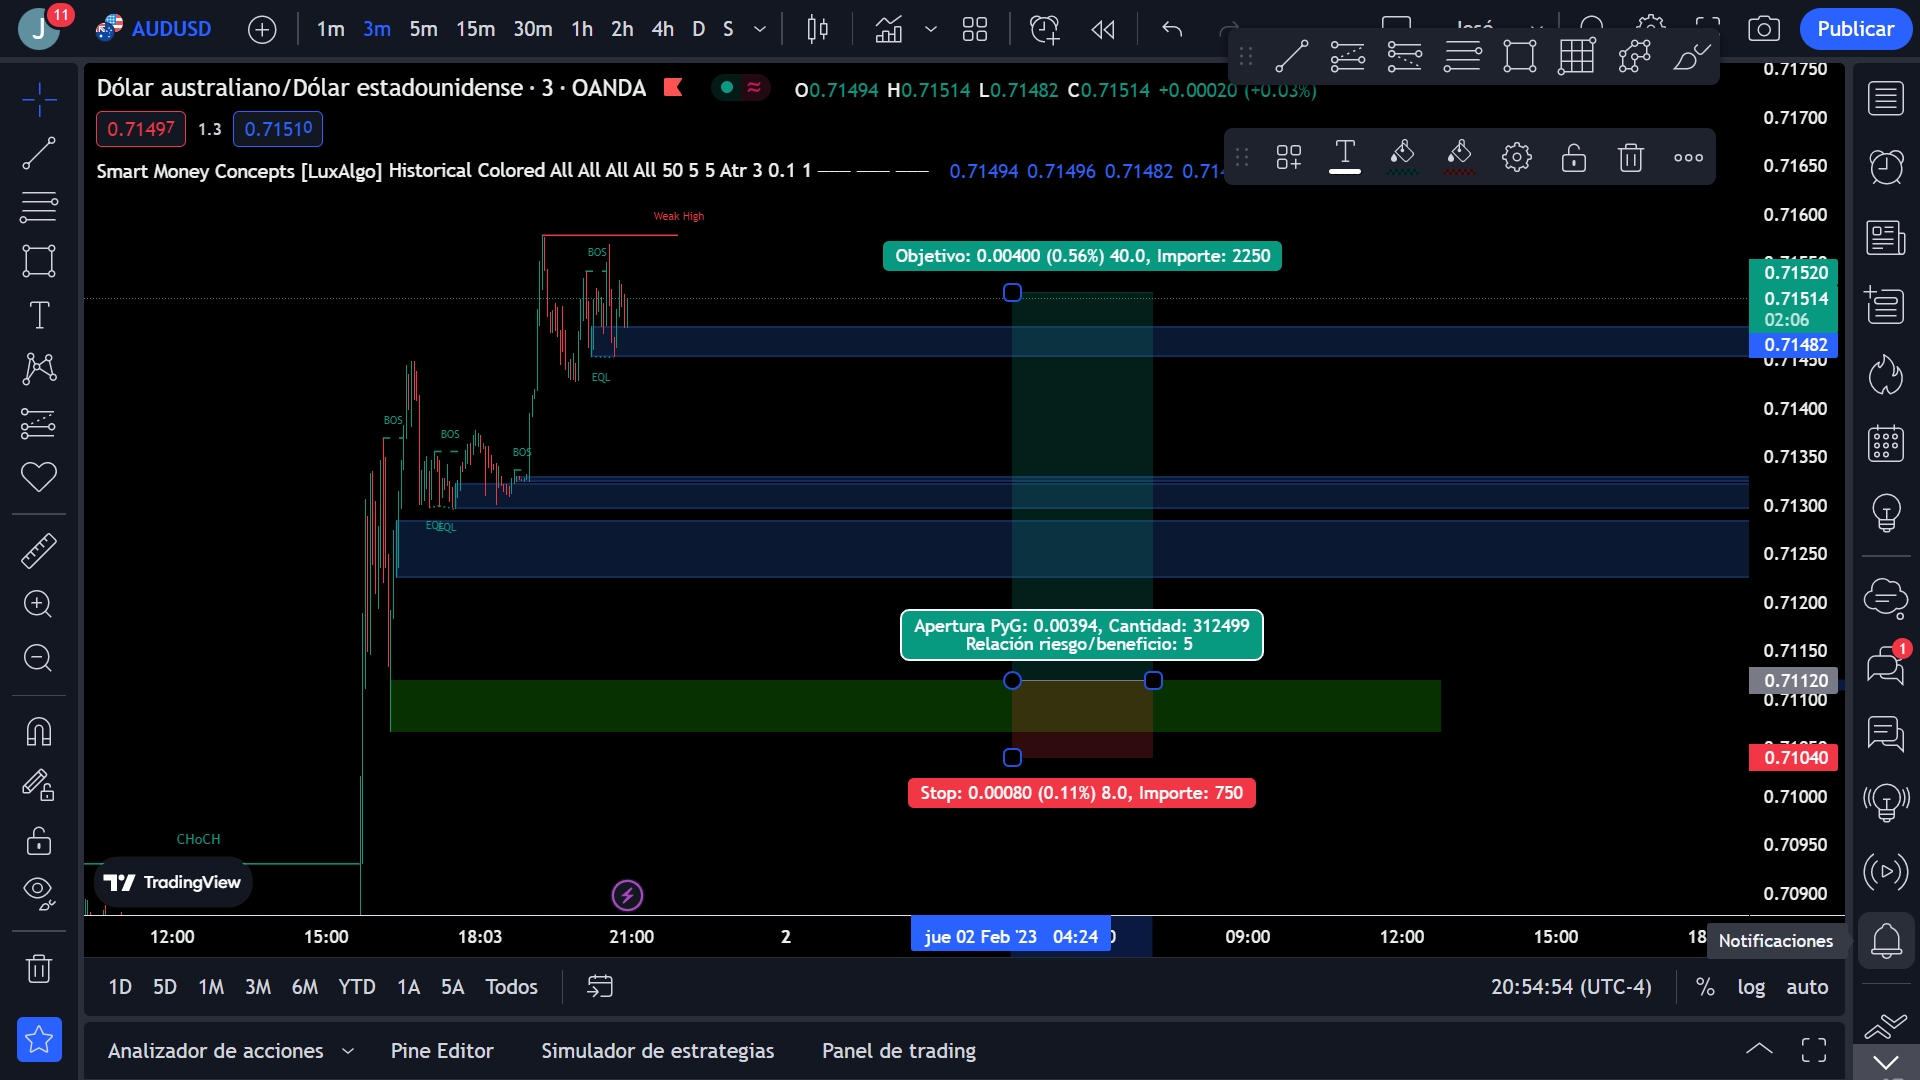 J
11
AUDUSD
1m 3m 5m 15m 30m 1h 2h 4h D S
José
Publicar
Dólar australiano/Dólar estadounidense · 3 · OANDA
O0.71494 H0.71514 L0.71482 C0.71514 +0.00020 (+0.03%)
0.71497 1.3 0.71510
Smart Money Concepts [LuxAlgo] Historical Colored All All All All 50 5 5 Atr 3 0.1 1
0.71494 0.71496 0.71482
0.71750
0.71700
0.71650
0.71600
0.71520
0.71514
02:06
0.71482
0.71450
0.71400
0.71350
0.71300
0.71250
0.71200
0.71150
0.71120
0.71100
0.71040
0.71000
0.70950
0.70900
Weak High
BOS
EQL
BOS
BOS
BOS
EQL
EQL
CHoCH
Objetivo: 0.00400 (0.56%) 40.0, Importe: 2250
Apertura PyG: 0.00394, Cantidad: 312499
Relación riesgo/beneficio: 5
Stop: 0.00080 (0.11%) 8.0, Importe: 750
1
TradingView
12:00 15:00 18:03 21:00 2 jue 02 Feb '23 04:24 09:00 12:00 15:00 18
Notificaciones
1D 5D 1M 3M 6M YTD 1A 5A Todos
20:54:54 (UTC-4) % log auto
Analizador de acciones Pine Editor Simulador de estrategias Panel de trading